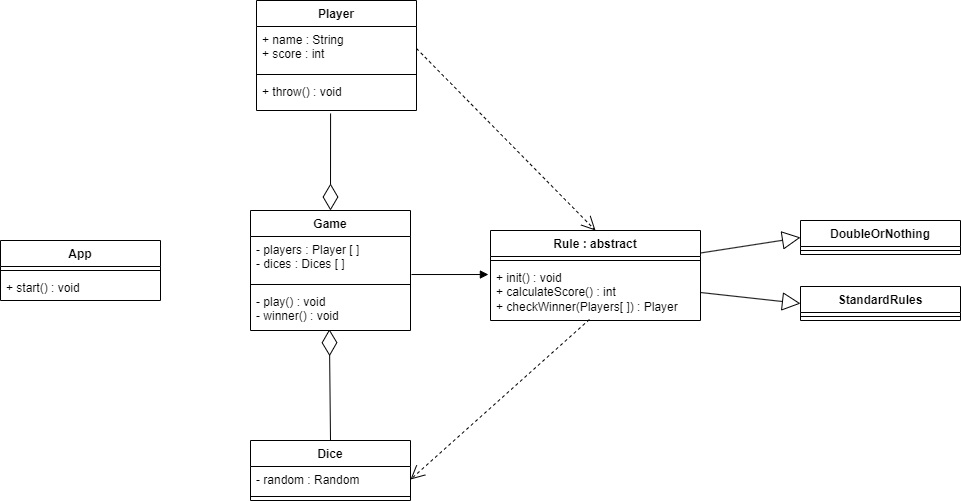 Player
+ name : String
+ score : int
+ throw() : void
Game
- players : Player [ ]
- dices : Dices [ ]
- play() : void
- winner() : void
App
+ start() : void
Rule : abstract
+ init() : void
+ calculateScore() : int
+ checkWinner(Players[ ]) : Player
DoubleOrNothing
StandardRules
Dice
- random : Random